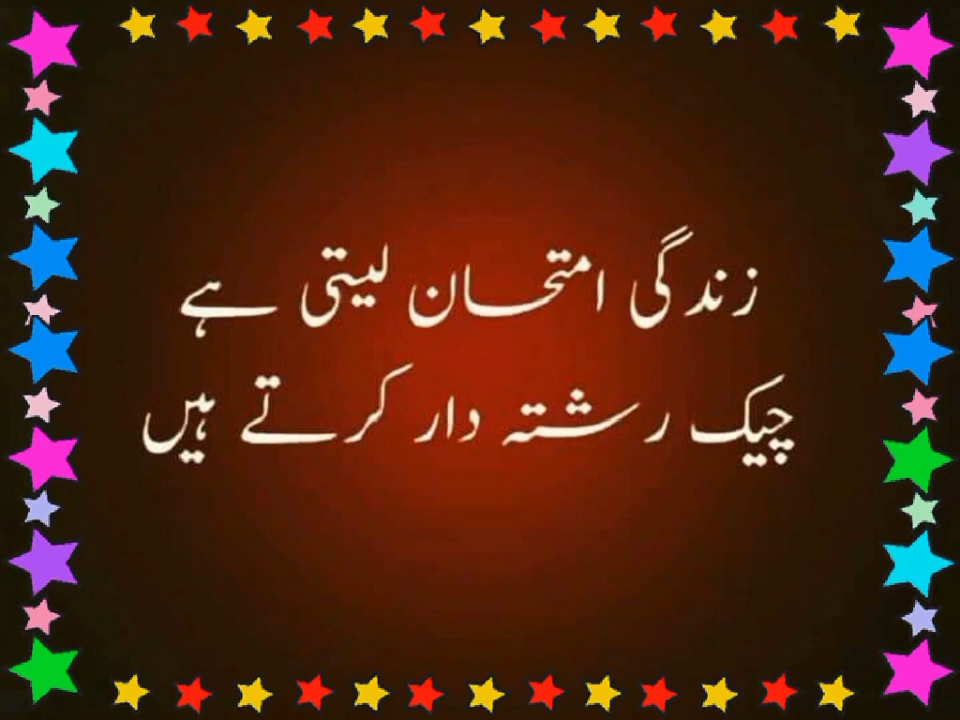 زندگی امتحان لیتی ہے
چیک رشتہ دار کرتے ہیں